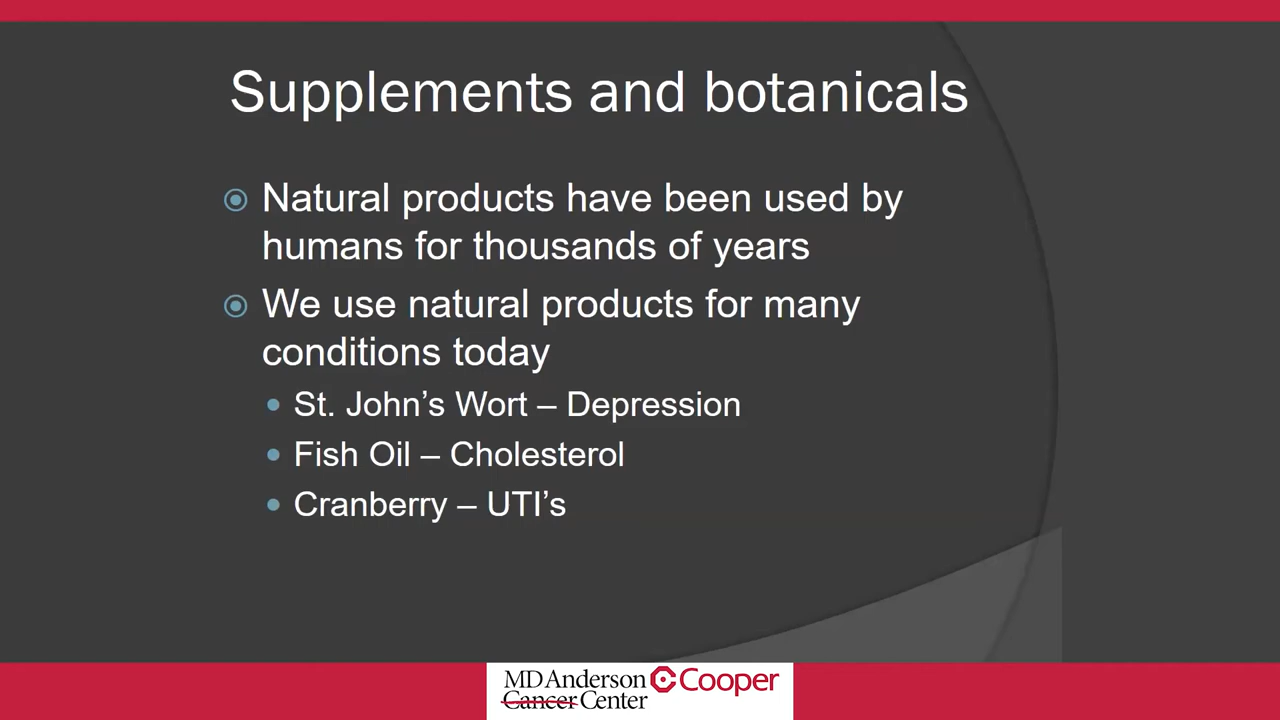 Supplements and botanicals
Natural products have been used by
humans for thousands of years
We use natural products for many
conditions today
St. John’s Wort – Depression
Fish Oil – Cholesterol
Cranberry – UTI’s
MD Anderson Cooper
Cancer Center